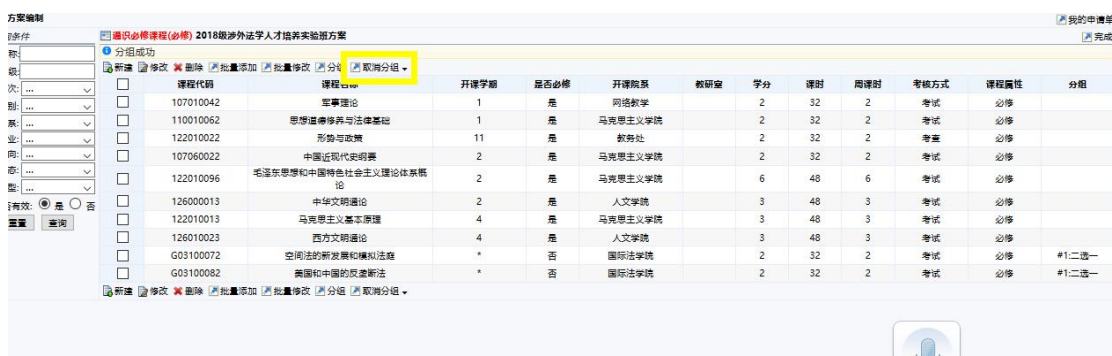 方案编制
我的申请单
条件
通识必修课程(必修) 2018级涉外法学人才培养实验班方案
完成
称:
分组成功
级:
新建 修改 删除 批量添加 批量修改 分组 取消分组
次: ...
课程代码 课程名称 开课学期 是否必修 开课院系 教研室 学分 课时 周课时 考核方式 课程属性 分组
别: ...
107010042 军事理论 1 是 网络教学 2 32 2 考试 必修
系: ...
110010062 思想道德修养与法律基础 1 是 马克思主义学院 2 32 2 考试 必修
业: ...
122010022 形势与政策 11 是 教务处 2 32 2 考查 必修
向: ...
107060022 中国近现代史纲要 2 是 马克思主义学院 2 32 2 考试 必修
态: ...
122010096 毛泽东思想和中国特色社会主义理论体系概论 2 是 马克思主义学院 6 48 6 考试 必修
型: ...
126000013 中华文明通论 2 是 人文学院 3 48 3 考试 必修
否有效: 是 否
122010013 马克思主义基本原理 4 是 马克思主义学院 3 48 3 考试 必修
重置 查询
126010023 西方文明通论 4 是 人文学院 3 48 3 考试 必修
G03100072 空间法的新发展和模拟法庭 * 否 国际法学院 2 32 2 考试 必修 #1:二选一
G03100082 美国和中国的反垄断法 * 否 国际法学院 2 32 2 考试 必修 #1:二选一
新建 修改 删除 批量添加 批量修改 分组 取消分组